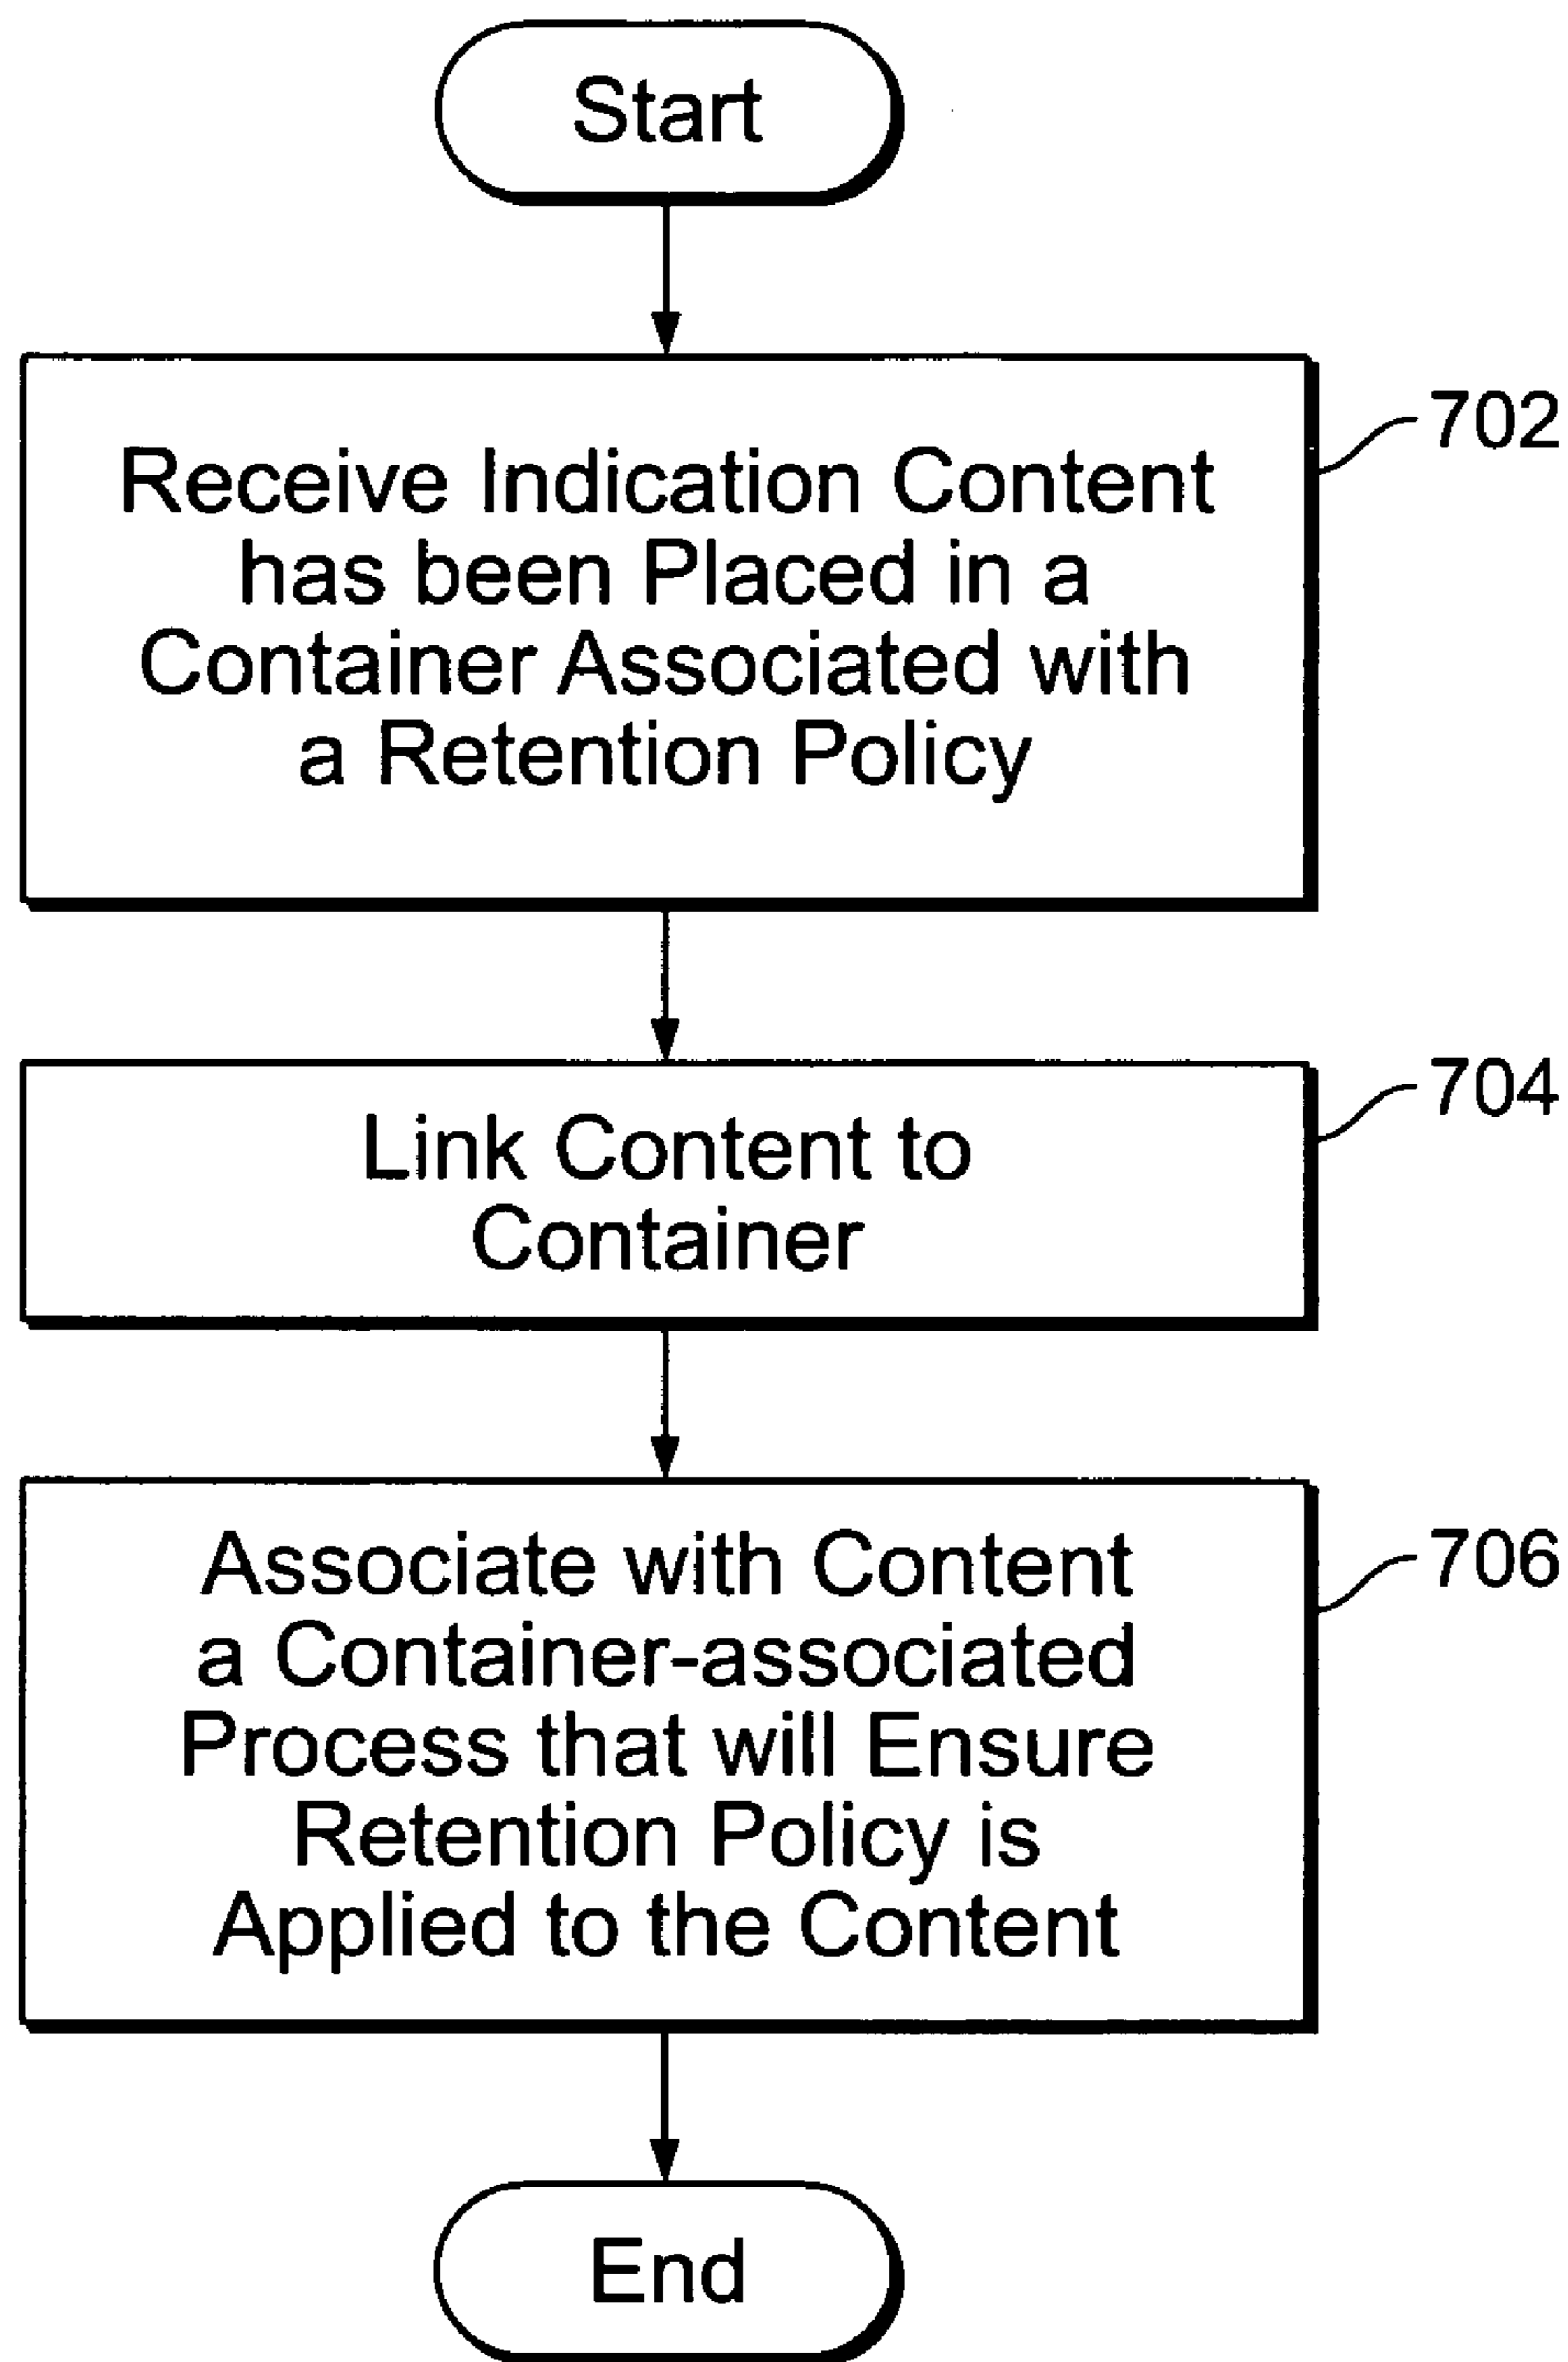 Start
Receive Indication Content
has been Placed in a
Container Associated with
a Retention Policy
702
Link Content to
Container
704
Associate with Content
a Container-associated
Process that will Ensure
Retention Policy is
Applied to the Content
706
End